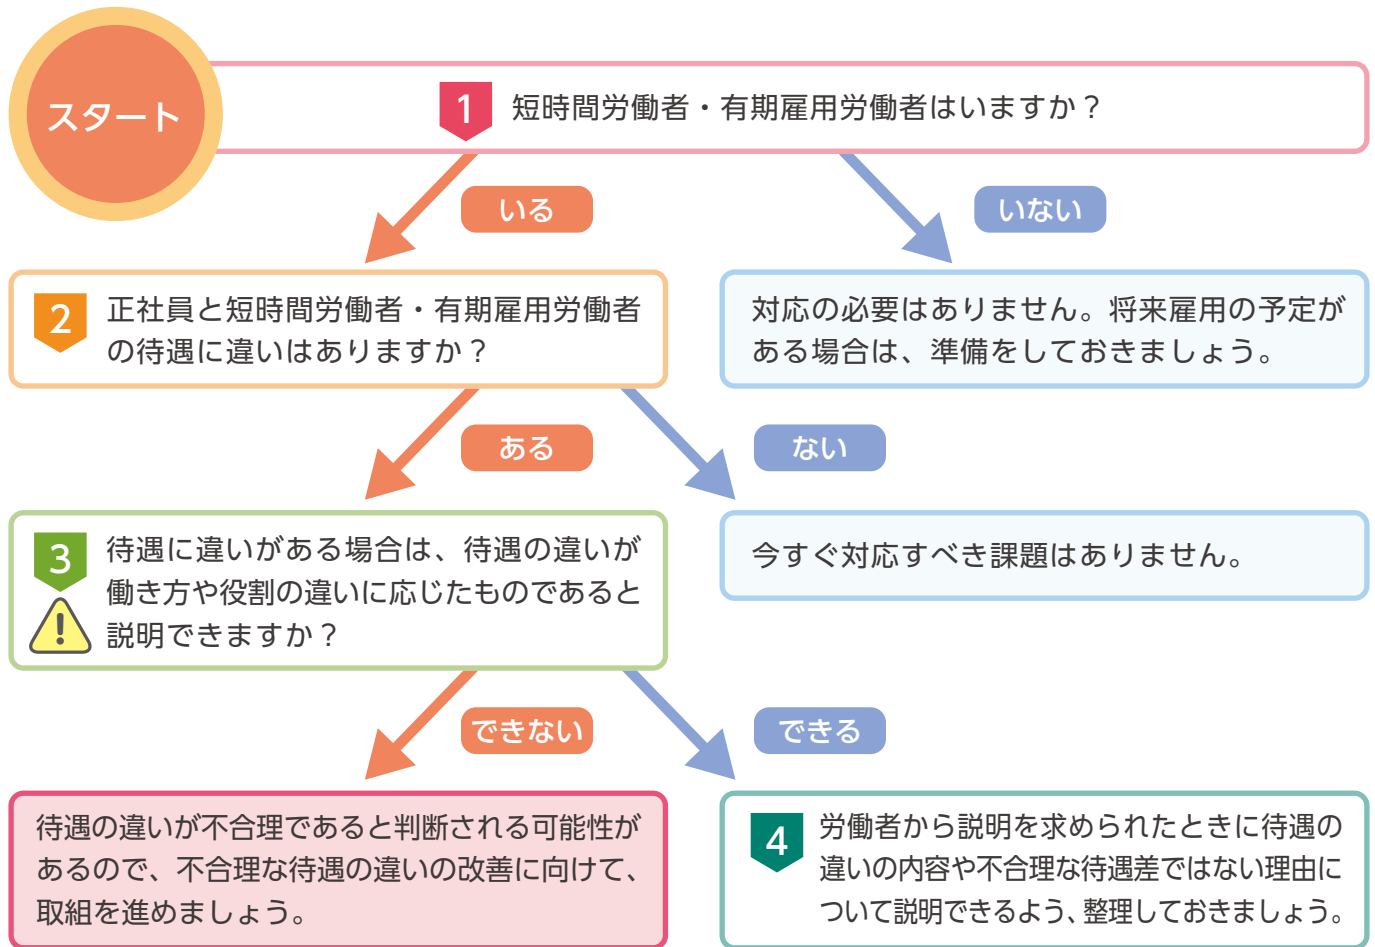 スタート
1 短時間労働者・有期雇用労働者はいますか？
いる
いない
2 正社員と短時間労働者・有期雇用労働者
の待遇に違いはありますか？
対応の必要はありません。将来雇用の予定が
ある場合は、準備をしておきましょう。
ある
ない
3 待遇に違いがある場合は、待遇の違いが
働き方や役割の違いに応じたものであると
説明できますか？
今すぐ対応すべき課題はありません。
できない
できる
待遇の違いが不合理であると判断される可能性が
あるので、不合理な待遇の違いの改善に向けて、
取組を進めましょう。
4 労働者から説明を求められたときに待遇の
違いの内容や不合理な待遇差ではない理由に
ついて説明できるよう、整理しておきましょう。